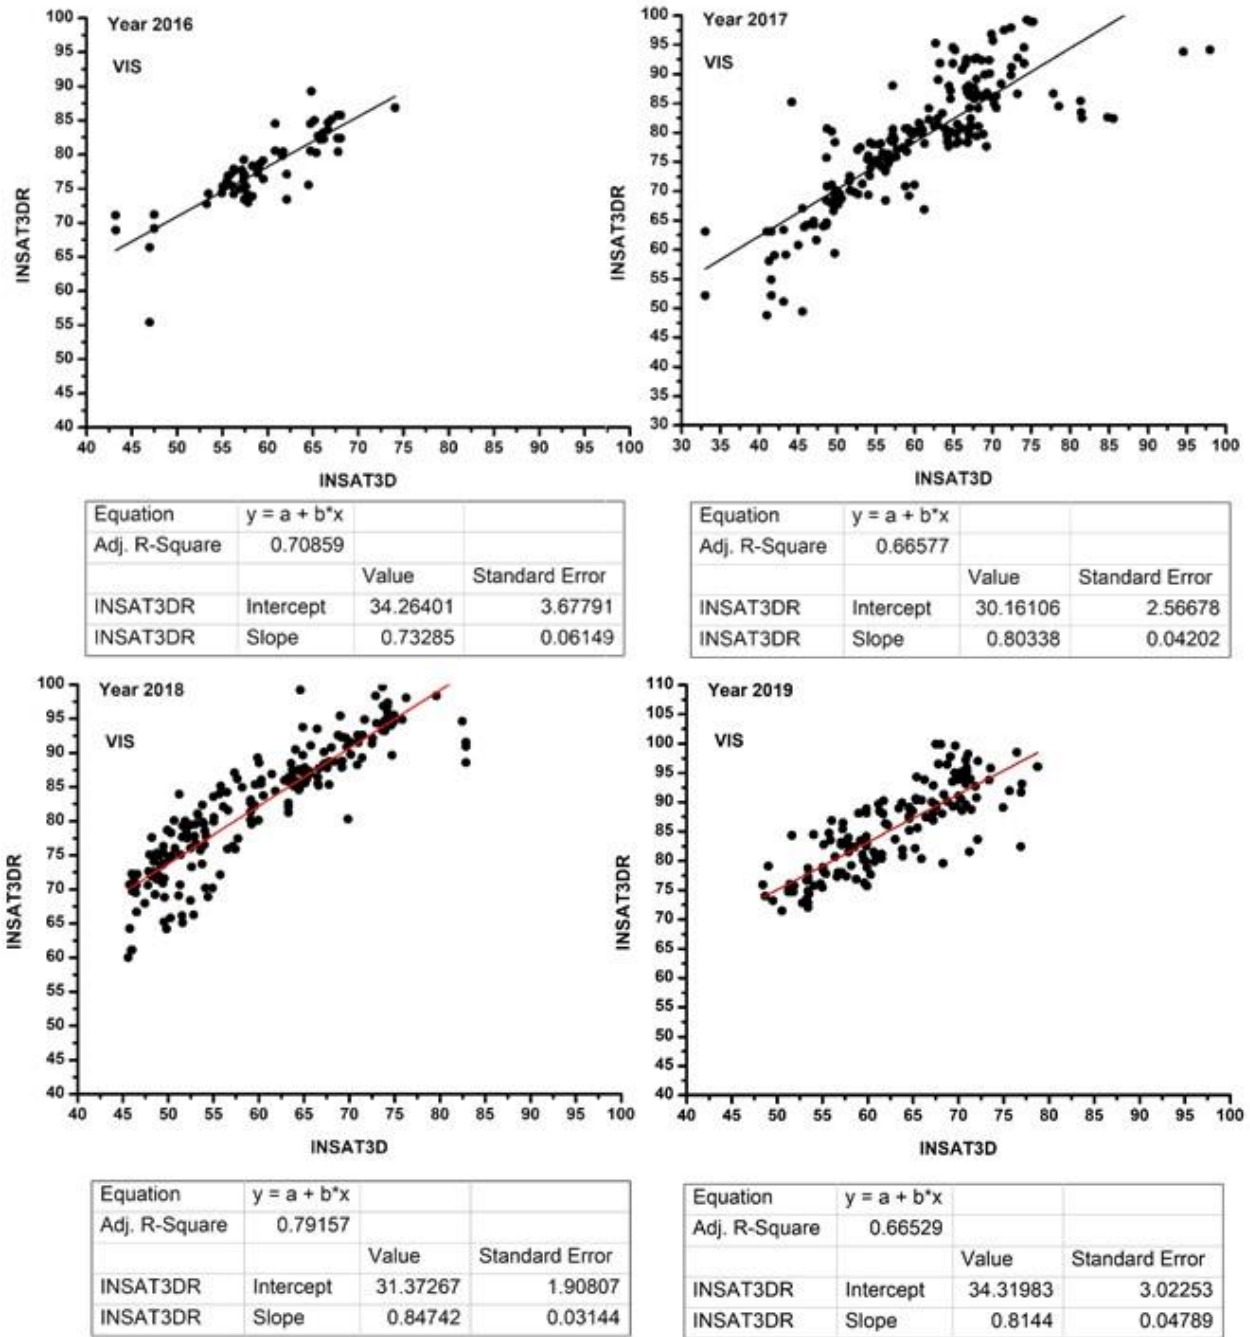 Year 2016
VIS
100
95
90
85
80
75
70
65
60
55
50
45
40
INSAT3DR
40 45 50 55 60 65 70 75 80 85 90 95 100
INSAT3D
Equation y = a + b*x
Adj. R-Square 0.70859
Value Standard Error
INSAT3DR Intercept 34.26401 3.67791
INSAT3DR Slope 0.73285 0.06149
Year 2017
VIS
100
95
90
85
80
75
70
65
60
55
50
45
40
35
30
INSAT3DR
30 35 40 45 50 55 60 65 70 75 80 85 90 95 100
INSAT3D
Equation y = a + b*x
Adj. R-Square 0.66577
Value Standard Error
INSAT3DR Intercept 30.16106 2.56678
INSAT3DR Slope 0.80338 0.04202
Year 2018
VIS
100
95
90
85
80
75
70
65
60
55
50
45
40
INSAT3DR
40 45 50 55 60 65 70 75 80 85 90 95 100
INSAT3D
Equation y = a + b*x
Adj. R-Square 0.79157
Value Standard Error
INSAT3DR Intercept 31.37267 1.90807
INSAT3DR Slope 0.84742 0.03144
Year 2019
VIS
110
105
100
95
90
85
80
75
70
65
60
55
50
45
40
INSAT3DR
40 45 50 55 60 65 70 75 80 85 90 95 100
INSAT3D
Equation y = a + b*x
Adj. R-Square 0.66529
Value Standard Error
INSAT3DR Intercept 34.31983 3.02253
INSAT3DR Slope 0.8144 0.04789